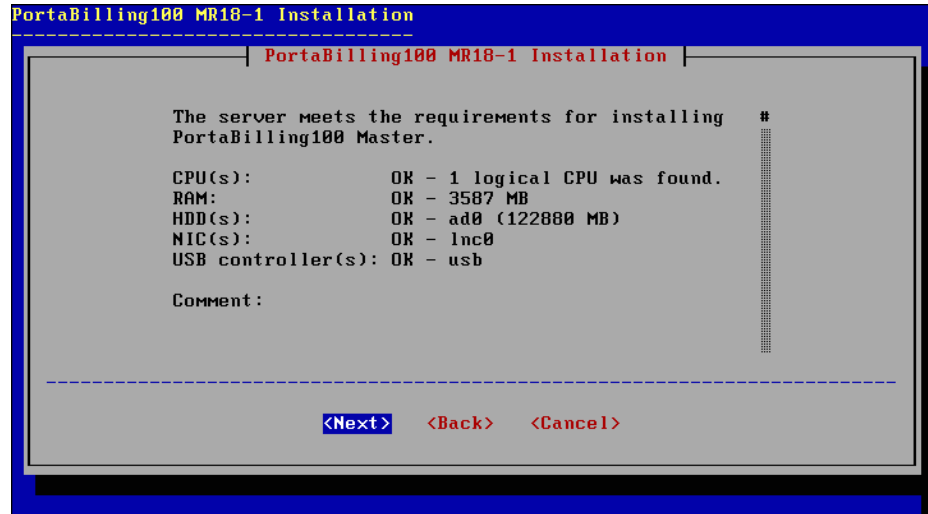 PortaBilling100 MR18-1 Installation
PortaBilling100 MR18-1 Installation
The server meets the requirements for installing #
PortaBilling100 Master.
CPU(s): OK - 1 logical CPU was found.
RAM: OK - 3587 MB
HDD(s): OK - ad0 (122880 MB)
NIC(s): OK - lnc0
USB controller(s): OK - usb
Comment:
<Next> <Back> <Cancel>